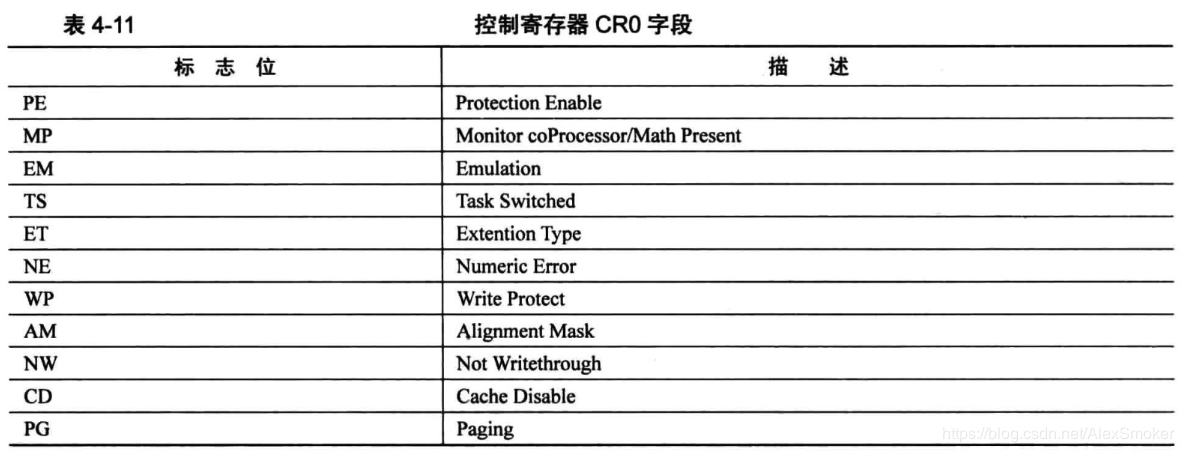 表 4-11 控制寄存器 CR0 字段
标 志 位 描 述
PE Protection Enable
MP Monitor coProcessor/Math Present
EM Emulation
TS Task Switched
ET Extention Type
NE Numeric Error
WP Write Protect
AM Alignment Mask
NW Not Writethrough
CD Cache Disable
PG Paging
https://blog.csdn.net/AlexSmoker